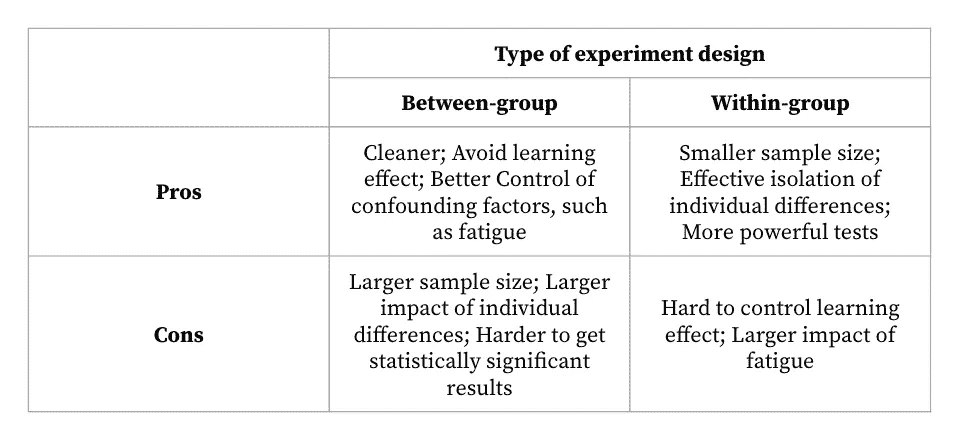 Type of experiment design
Between-group
Within-group
Pros
Cleaner; Avoid learning
effect; Better Control of
confounding factors, such
as fatigue
Smaller sample size;
Effective isolation of
individual differences;
More powerful tests
Cons
Larger sample size; Larger
impact of individual
differences; Harder to get
statistically significant
results
Hard to control learning
effect; Larger impact of
fatigue